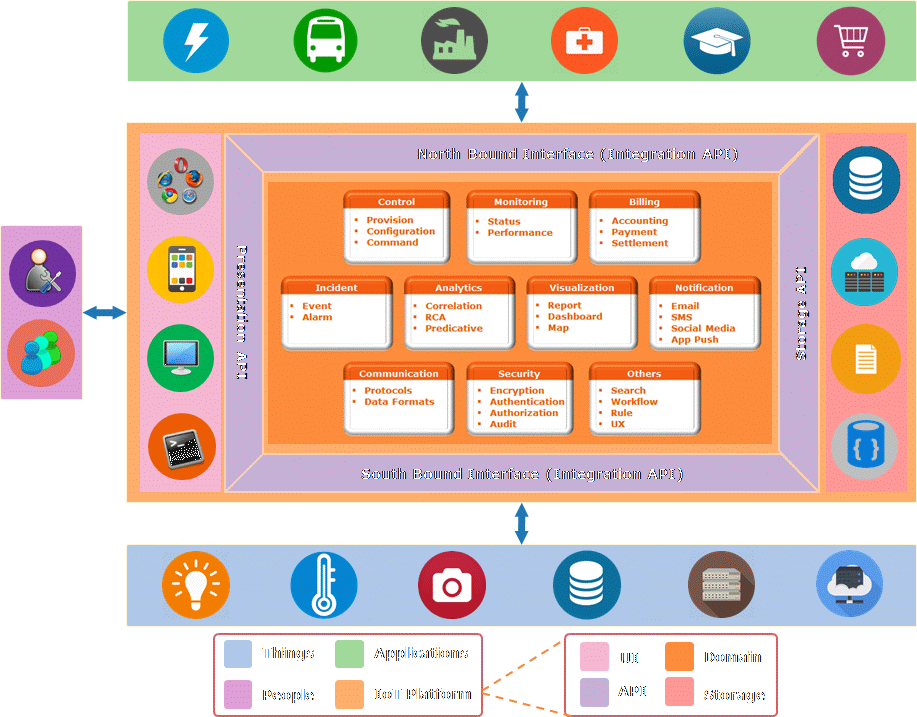 North Bound Interface (Integration API)
Presentation API
Storage API
Control
▪ Provision
▪ Configuration
▪ Command
Monitoring
▪ Status
▪ Performance
Billing
▪ Accounting
▪ Payment
▪ Settlement
Incident
▪ Event
▪ Alarm
Analytics
▪ Correlation
▪ RCA
▪ Predicative
Visualization
▪ Report
▪ Dashboard
▪ Map
Notification
▪ Email
▪ SMS
▪ Social Media
▪ App Push
Communication
▪ Protocols
▪ Data Formats
Security
▪ Encryption
▪ Authentication
▪ Authorization
▪ Audit
Others
▪ Search
▪ Workflow
▪ Rule
▪ UX
South Bound Interface (Integration API)
Things
Applications
People
IoT Platform
UI
Domain
API
Storage